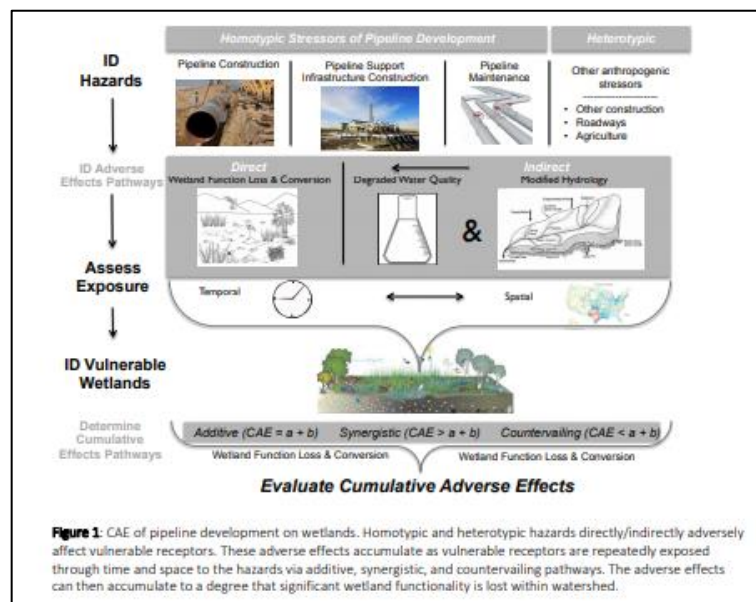 Homotypic Stressors of Pipeline Development
Heterotypic
ID
Hazards
Pipeline Construction
Pipeline Support
Infrastructure Construction
Pipeline
Maintenance
Other anthropogenic
stressors
• Other construction
• Roadways
• Agriculture
ID Adverse
Effects Pathways
Direct
Wetland Function Loss & Conversion
Degraded Water Quality
&
Indirect
Modified Hydrology
Assess
Exposure
Temporal
Spatial
ID Vulnerable
Wetlands
Determine
Cumulative
Effects Pathways
Additive (CAE = a + b) Synergistic (CAE > a + b) Countervailing (CAE < a + b)
Wetland Function Loss & Conversion
Wetland Function Loss & Conversion
Evaluate Cumulative Adverse Effects
Figure 1: CAE of pipeline development on wetlands. Homotypic and heterotypic hazards directly/indirectly adversely
affect vulnerable receptors. These adverse effects accumulate as vulnerable receptors are repeatedly exposed
through time and space to the hazards via additive, synergistic, and countervailing pathways. The adverse effects
can then accumulate to a degree that significant wetland functionality is lost within watershed.